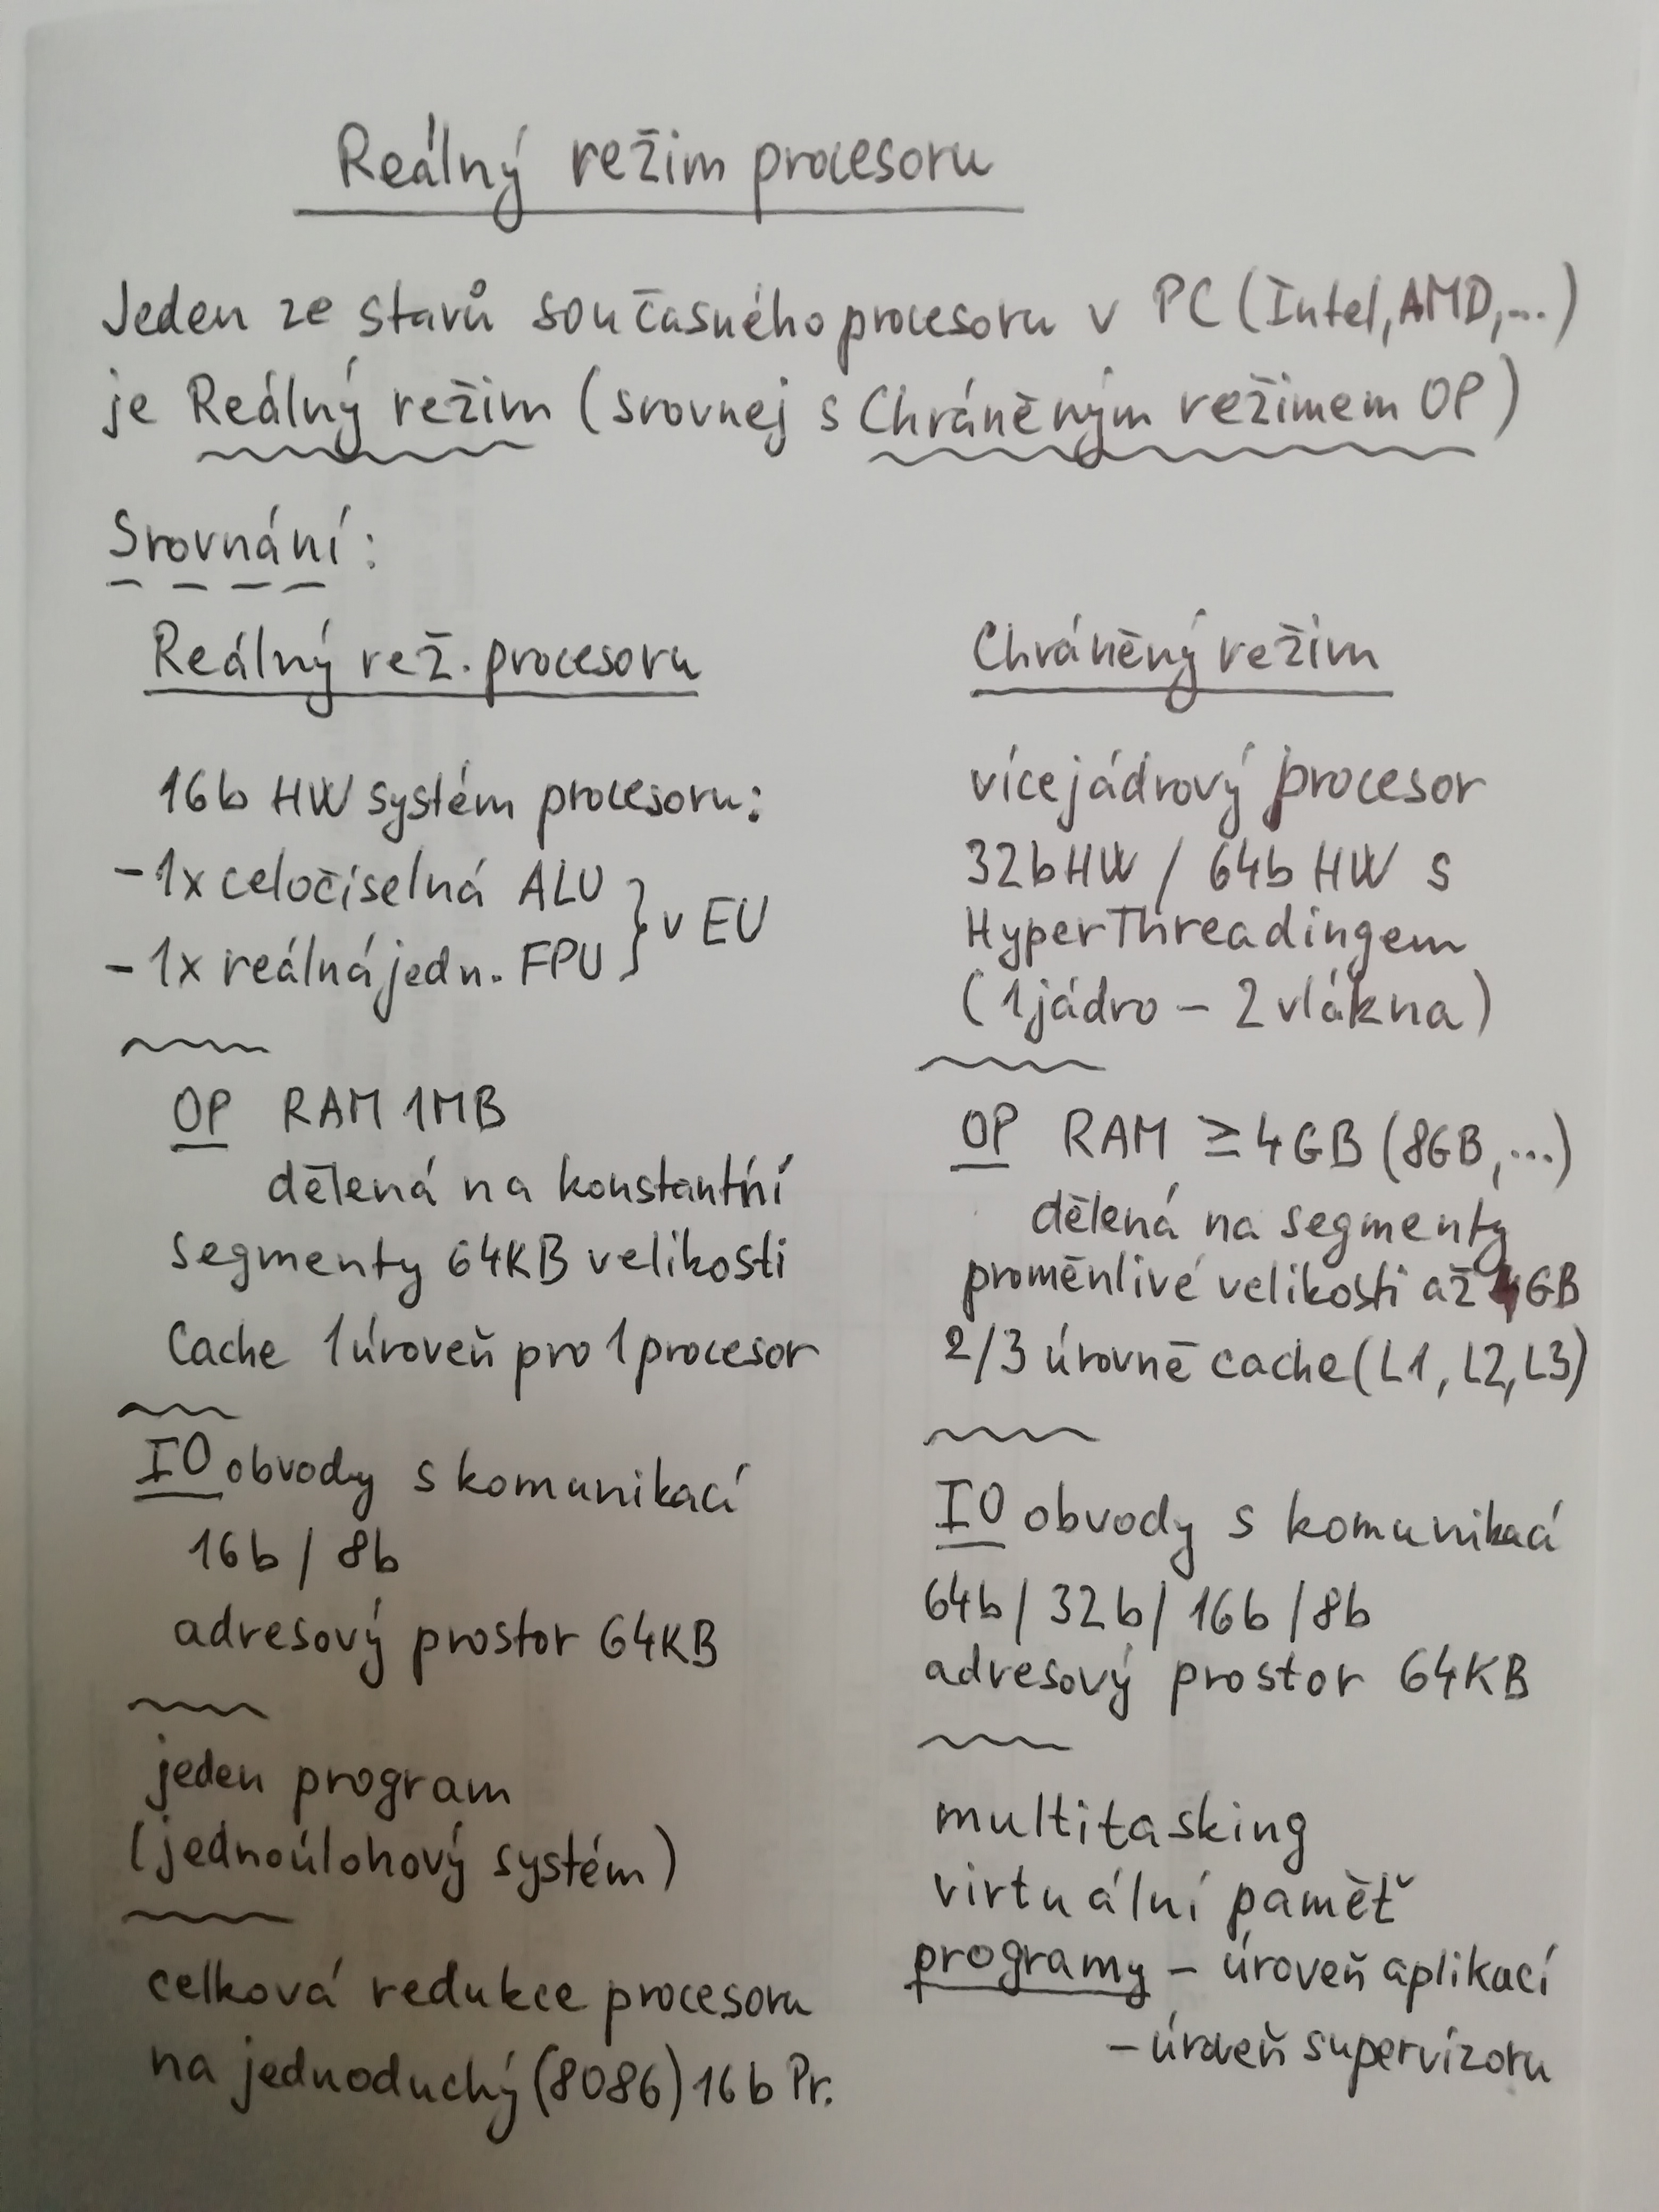 Reálný režim procesoru
Jeden ze stavů současného procesoru v PC (Intel, AMD, ...)
je Reálný režim (srovnej s Chráněným režimem OP)
Srovnání:
Reálný rež. procesoru
16b HW systém procesoru:
- 1x celočíselná ALU
- 1x reálná jedn. FPU
} v EU
OP RAM 1MB
dělená na konstantní
segmenty 64KB velikosti
Cache 1 úroveň pro 1 procesor
IO obvody s komunikací
16b / 8b
adresový prostor 64KB
jeden program
(jednoúlohový systém)
celková redukce procesoru
na jednoduchý (8086) 16b Pr.
Chráněný režim
vícejádrový procesor
32b HW / 64b HW s
HyperThreadingem
(1 jádro - 2 vlákna)
OP RAM ≥ 4GB (8GB, ...)
dělená na segmenty
proměnlivé velikosti až 4GB
2/3 úrovně cache (L1, L2, L3)
IO obvody s komunikací
64b / 32b / 16b / 8b
adresový prostor 64KB
multitasking
virtuální paměť
programy - úroveň aplikací
- úroveň supervizoru